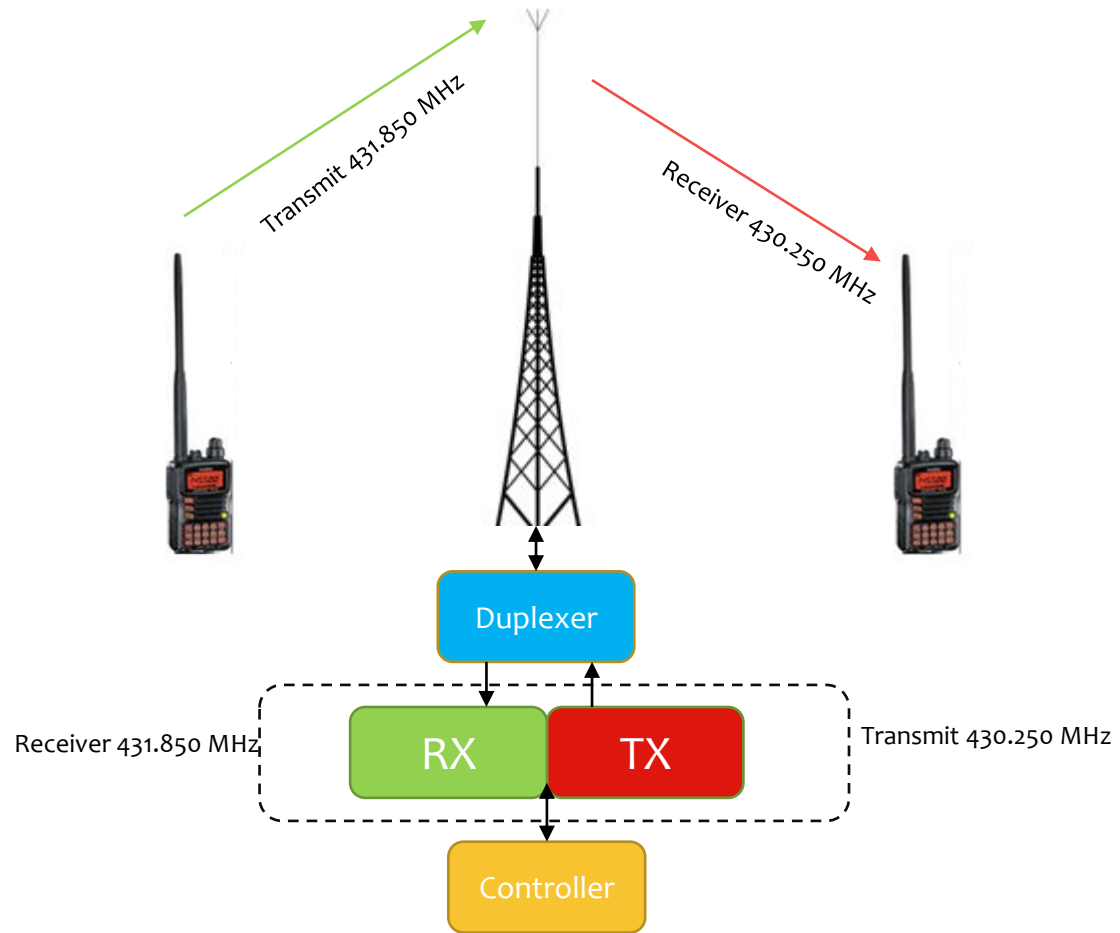 Transmit 431.850 MHz
Receiver 430.250 MHz
Duplexer
Receiver 431.850 MHz
RX
TX
Transmit 430.250 MHz
Controller